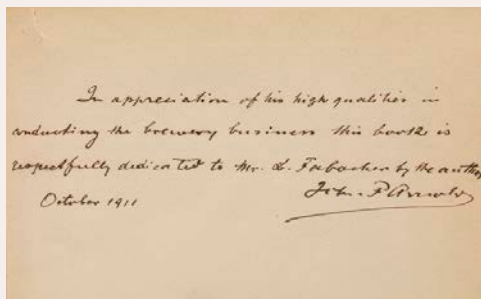 In appreciation of his high qualities in
conducting the brewery business this book is
respectfully dedicated to Mr. L. Fabacher by the author
October 1911
John P Arnold